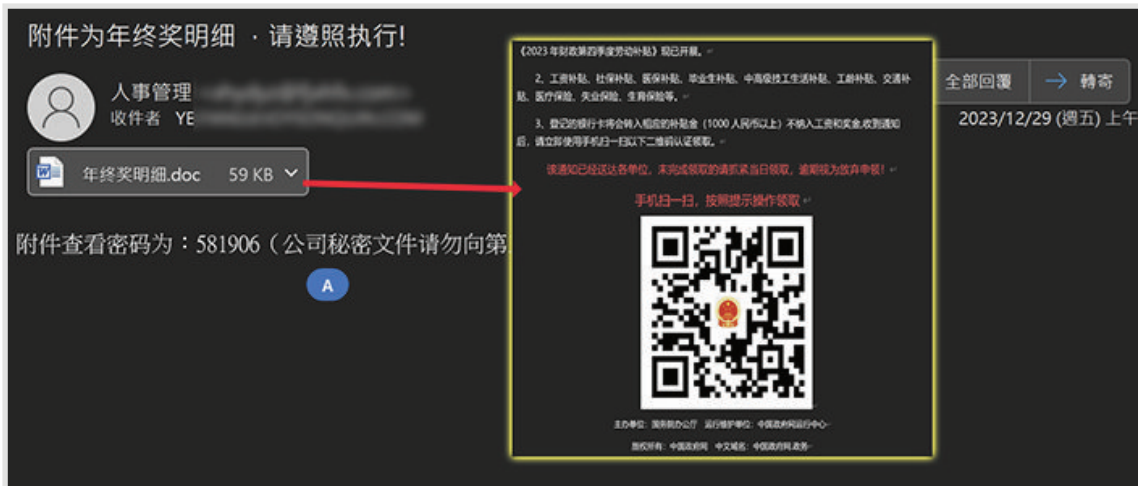 附件为年终奖明细 · 请遵照执行!
人事管理
收件者 YE
年终奖明细.doc 59 KB
附件查看密码为：581906（公司秘密文件请勿向第
A
《2023 年财政第四季度劳动补贴》现已开展。
2、工资补贴、社保补贴、医保补贴、毕业生补贴、中高级技工生活补贴、工龄补贴、交通补
贴、医疗保险、失业保险、生育保险等。
3、登记的银行卡将会转入相应的补贴金（1000 人民币以上）不纳入工资和奖金,收到通知
后，请立即使用手机扫一扫以下二维码认证领取。
该通知已经送达各单位，未完成领取的请抓紧当日领取，逾期视为放弃申领！
手机扫一扫，按照提示操作领取
主办单位：国务院办公厅 运行维护单位：中国政府网运行中心
版权所有：中国政府网 中文域名：中国政府网.政务
全部回覆
轉寄
2023/12/29 (週五) 上午